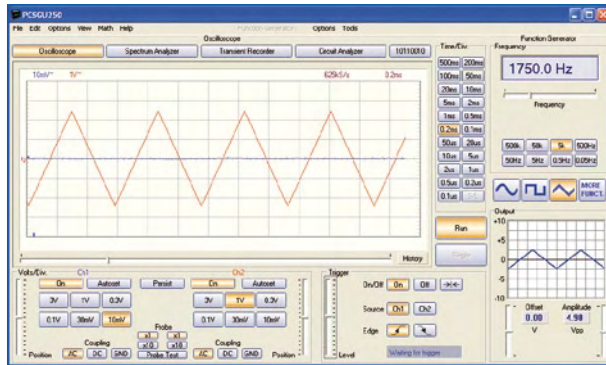 PCSGU250
File Edit Options View Math Help Function Generator Options Tools
Oscilloscope
Oscilloscope Spectrum Analyzer Transient Recorder Circuit Analyzer 10110010
10mV~ 1V~ 625kS/s 0.2ms
History
Time/Div.
500ms 200ms
100ms 50ms
20ms 10ms
5ms 2ms
1ms 0.5ms
0.2ms 0.1ms
50us 20us
10us 5us
2us 1us
0.5us 0.2us
0.1us
Run
Single
Function Generator
Frequency
1750.0 Hz
Frequency
500k 50k 5k 500Hz
50Hz 5Hz 0.5Hz 0.05Hz
MORE FUNCT.
Output
+10
+5
0
-5
-10
Offset Amplitude
0.00 4.98
V Vpp
Volts/Div. Ch1 Ch2
On Autoset Persist On Autoset
3V 1V 0.3V 3V 1V 0.3V
0.1V 30mV 10mV 0.1V 30mV 10mV
Probe
x1 x1
x10 x10
Coupling Coupling
Position AC DC GND Probe Test AC DC GND Position
Trigger
On/Off On Off
Source Ch1 Ch2
Edge
Level Waiting for trigger